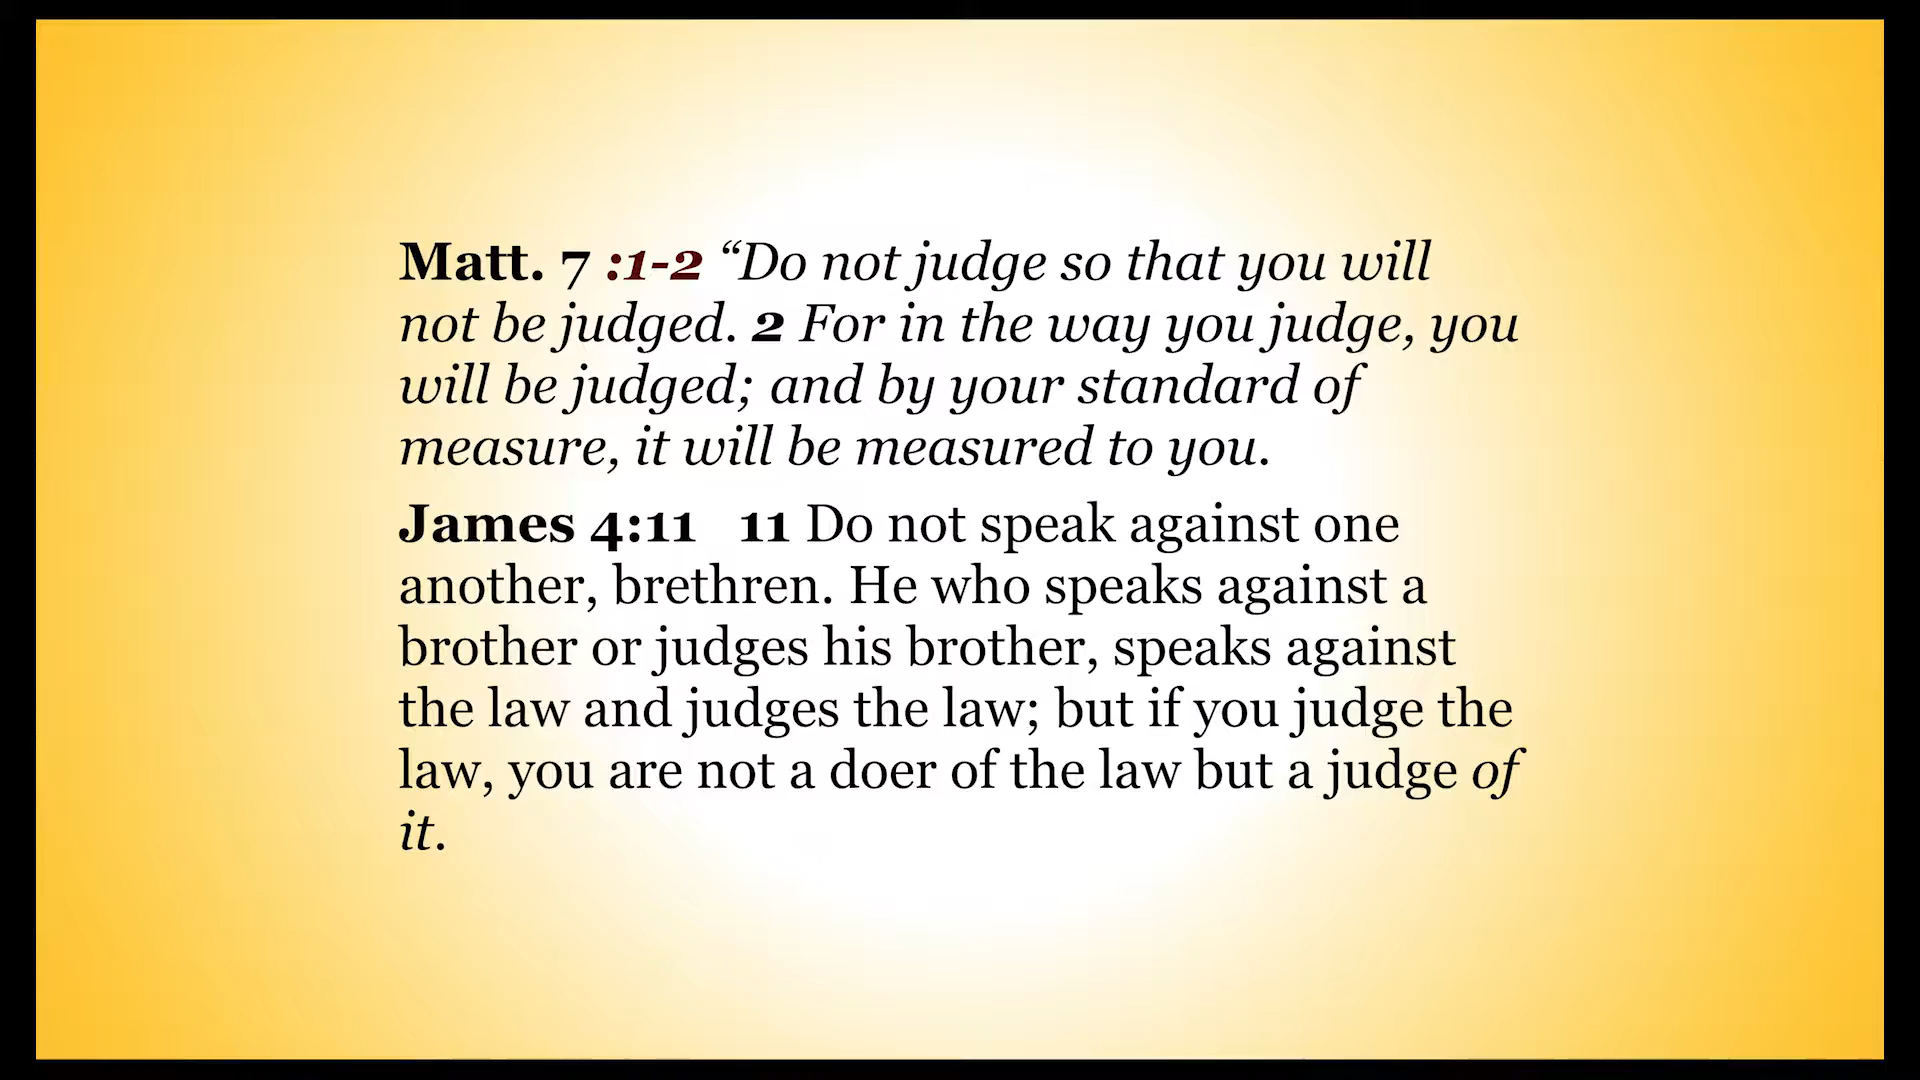 Matt. 7 :1-2 “Do not judge so that you will
not be judged. 2 For in the way you judge, you
will be judged; and by your standard of
measure, it will be measured to you.
James 4:11 11 Do not speak against one
another, brethren. He who speaks against a
brother or judges his brother, speaks against
the law and judges the law; but if you judge the
law, you are not a doer of the law but a judge of
it.